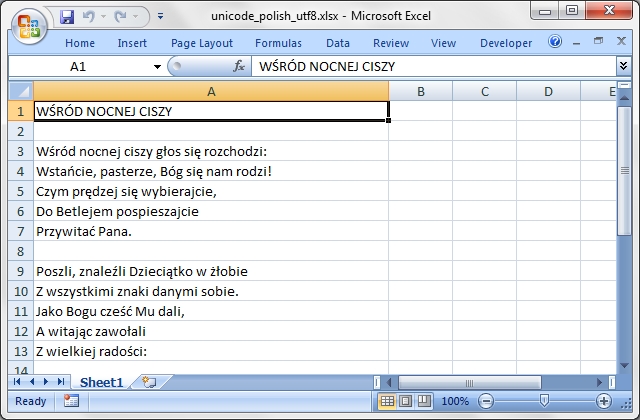 unicode_polish_utf8.xlsx - Microsoft Excel
Home Insert Page Layout Formulas Data Review View Developer
A1 fx WŚRÓD NOCNEJ CISZY
A B C D E
1 WŚRÓD NOCNEJ CISZY
2
3 Wśród nocnej ciszy głos się rozchodzi:
4 Wstańcie, pasterze, Bóg się nam rodzi!
5 Czym prędzej się wybierajcie,
6 Do Betlejem pospieszajcie
7 Przywitać Pana.
8
9 Poszli, znaleźli Dzieciątko w żłobie
10 Z wszystkimi znaki danymi sobie.
11 Jako Bogu cześć Mu dali,
12 A witając zawołali
13 Z wielkiej radości:
14
Sheet1
Ready 100%